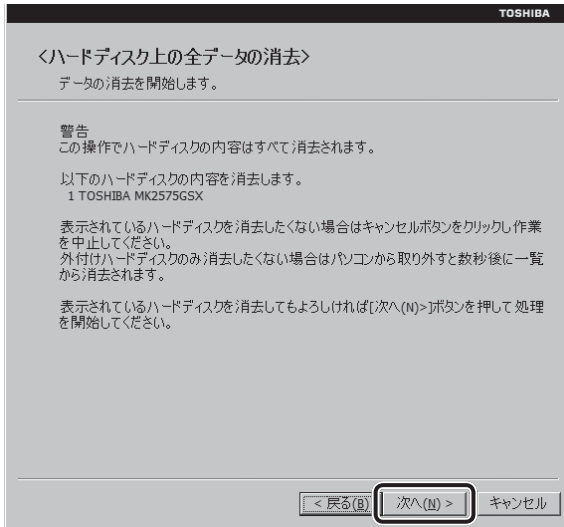 TOSHIBA
<ハードディスク上の全データの消去>
データの消去を開始します。
警告
この操作でハードディスクの内容はすべて消去されます。
以下のハードディスクの内容を消去します。
1 TOSHIBA MK2575GSX
表示されているハードディスクを消去したくない場合はキャンセルボタンをクリックし作業
を中止してください。
外付けハードディスクのみ消去したくない場合はパソコンから取り外すと数秒後に一覧
から消去されます。
表示されているハードディスクを消去してもよろしければ[次へ(N)>]ボタンを押して処理
を開始してください。
< 戻る(B) 次へ(N) > キャンセル